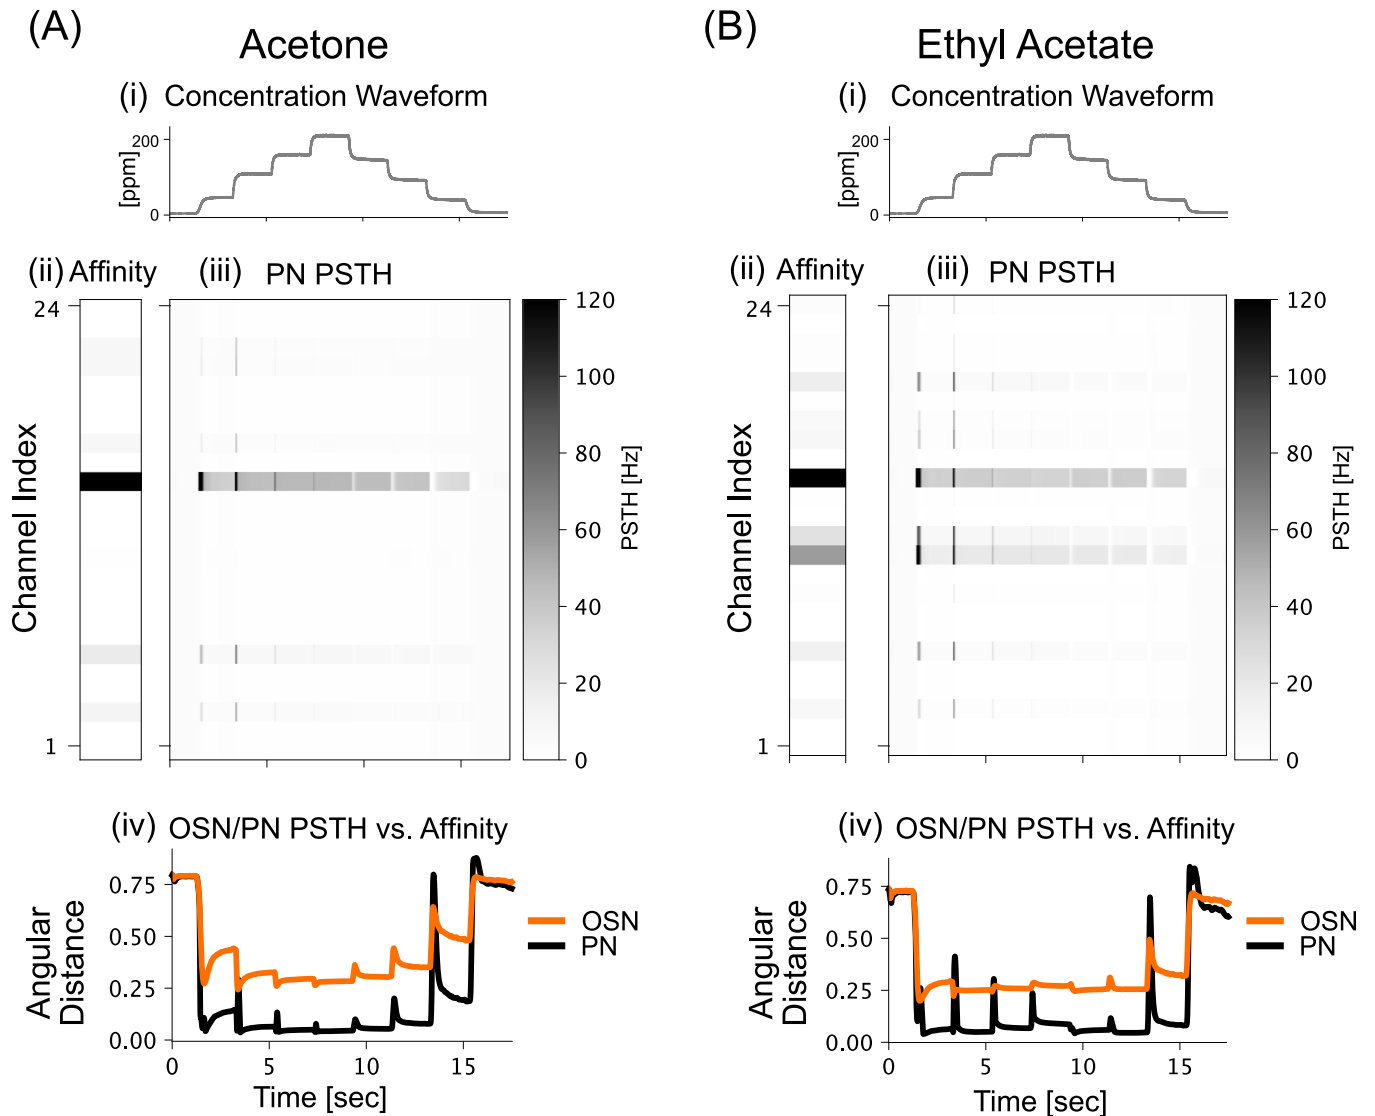 (A)
Acetone
(i) Concentration Waveform
200
[ppm]
0
(ii) Affinity (iii) PN PSTH
24
1
Channel Index
120
100
80
60
40
20
0
PSTH [Hz]
(iv) OSN/PN PSTH vs. Affinity
0.75
0.50
0.25
0.00
Angular
Distance
OSN
PN
0 5 10 15
Time [sec]
(B)
Ethyl Acetate
(i) Concentration Waveform
200
[ppm]
0
(ii) Affinity (iii) PN PSTH
24
1
Channel Index
120
100
80
60
40
20
0
PSTH [Hz]
(iv) OSN/PN PSTH vs. Affinity
0.75
0.50
0.25
0.00
Angular
Distance
OSN
PN
0 5 10 15
Time [sec]